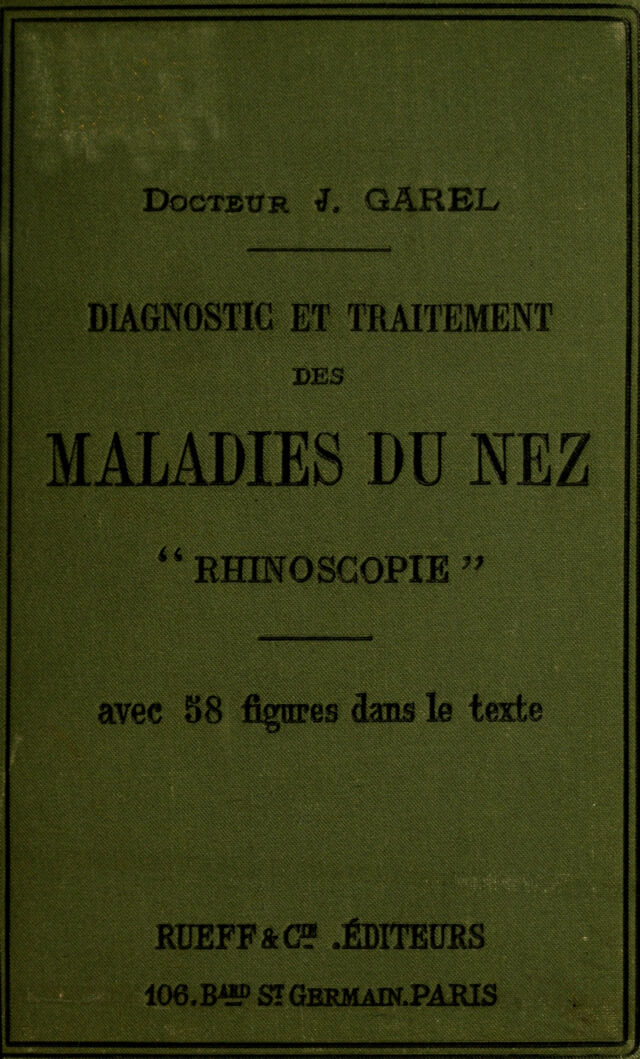 DOCTEUR J. GAREL
DIAGNOSTIC ET TRAITEMENT
DES
MALADIES DU NEZ
“RHINOSCOPIE”
avec 58 figures dans le texte
RUEFF & CIE .ÉDITEURS
106.BARD ST GERMAIN.PARIS